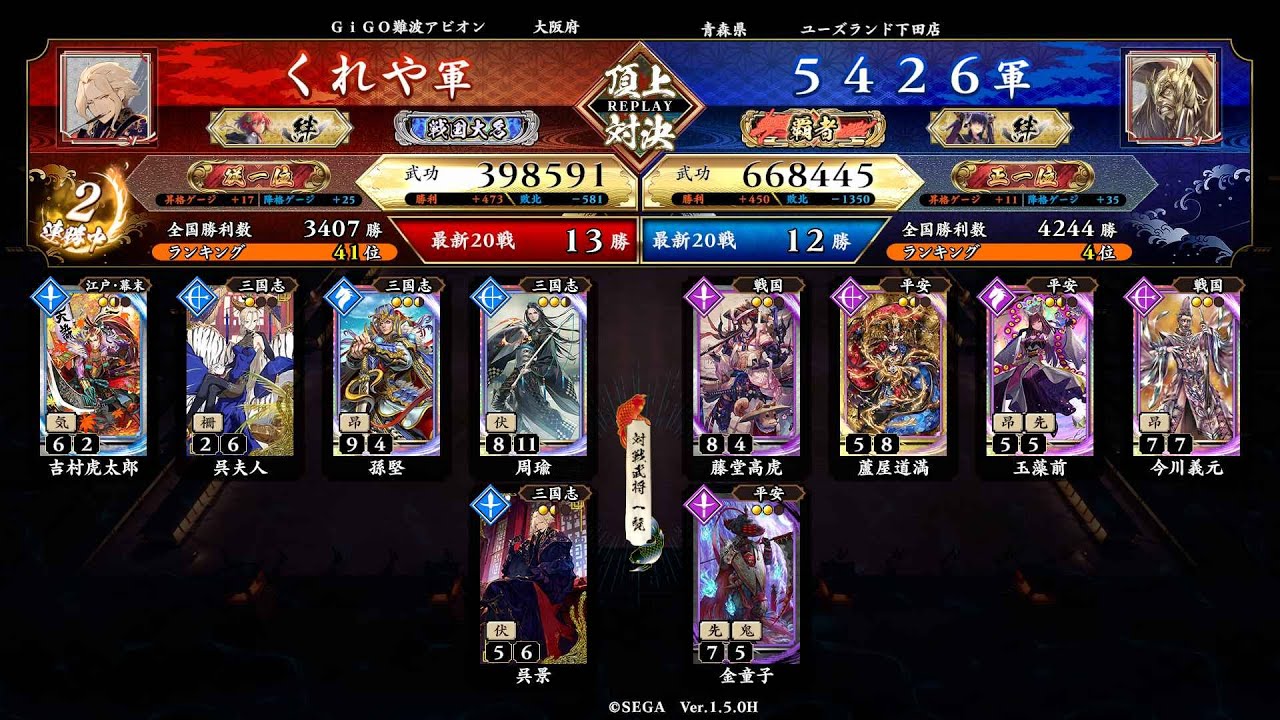 GiGO難波アビオン 大阪府
青森県 ユーズランド下田店
くれや軍
頂上
REPLAY
対決
5426軍
絆
戦国大名
覇者
絆
2
連勝中
従一位
昇格ゲージ +17 降格ゲージ +25
武功 398591
勝利 +473 敗北 -581
武功 668445
勝利 +450 敗北 -1350
正一位
昇格ゲージ +11 降格ゲージ +35
全国勝利数 3407勝
ランキング 41位
最新20戦 13勝
最新20戦 12勝
全国勝利数 4244勝
ランキング 4位
江戸・幕末
気
6 2
吉村虎太郎
三国志
柵
2 6
呉夫人
三国志
昂
9 4
孫堅
三国志
伏
8 11
周瑜
対戦武将一覧
戦国
8 4
藤堂高虎
平安
5 8
蘆屋道満
平安
昂 先
5 5
玉藻前
戦国
昂
7 7
今川義元
三国志
伏
5 6
呉景
平安
先 鬼
7 5
金童子
©SEGA Ver.1.5.0H